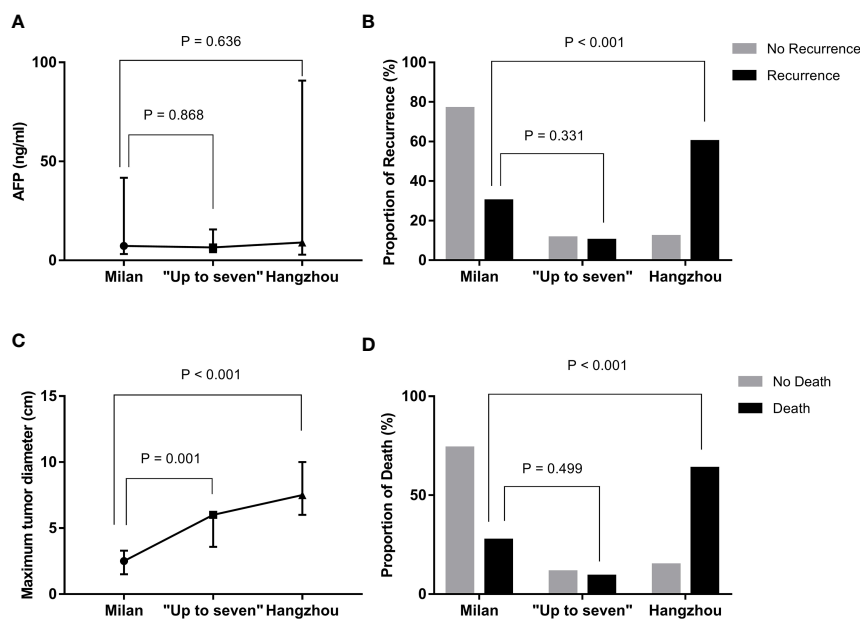 A
P = 0.636
P = 0.868
AFP (ng/ml)
100
50
0
Milan "Up to seven" Hangzhou
B
P < 0.001
P = 0.331
No Recurrence
Recurrence
Proportion of Recurrence (%)
100
80
60
40
20
0
Milan "Up to seven" Hangzhou
C
P < 0.001
P = 0.001
Maximum tumor diameter (cm)
15
10
5
0
Milan "Up to seven" Hangzhou
D
P < 0.001
P = 0.499
No Death
Death
Proportion of Death (%)
100
50
0
Milan "Up to seven" Hangzhou